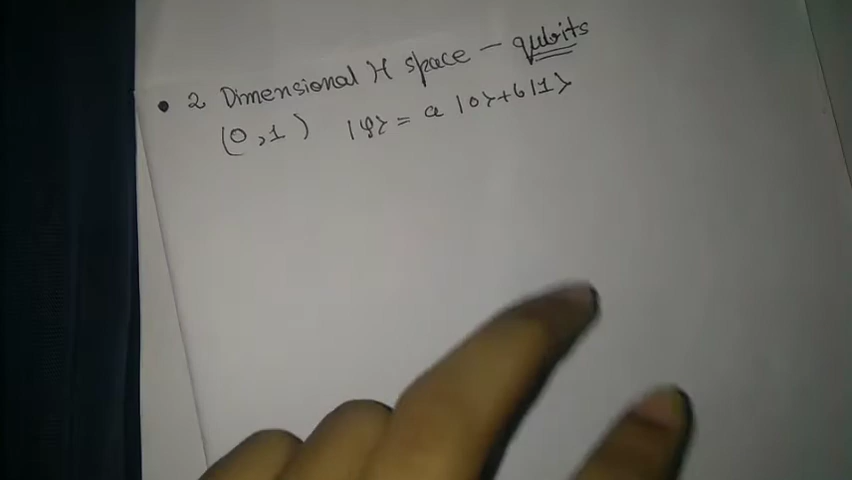 • 2 Dimensional H space - qubits
(0,1) |φ> = a |0>+b|1>